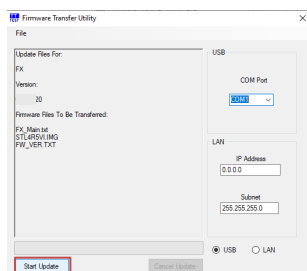 Firmware Transfer Utility
File
Update Files For:
FX
Version:
20
Firmware Files To Be Transferred:
FX_Main.txt
STL4R5VI.IMG
FW_VER.TXT
USB
COM Port
COM1
LAN
IP Address
0.0.0.0
Subnet
255.255.255.0
USB
LAN
Start Update
Cancel Update